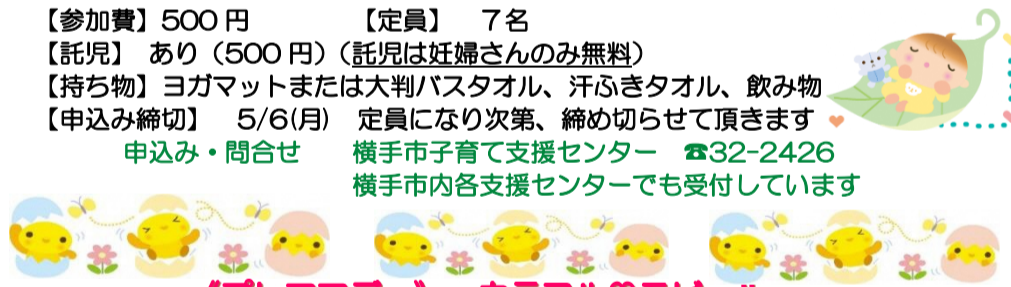 【参加費】500 円　　【定員】　７名
【託児】 あり（500 円）（託児は妊婦さんのみ無料）
【持ち物】ヨガマットまたは大判バスタオル、汗ふきタオル、飲み物
【申込み締切】　5/6(月)　定員になり次第、締め切らせて頂きます
申込み・問合せ　　横手市子育て支援センター　☎32-2426
横手市内各支援センターでも受付しています